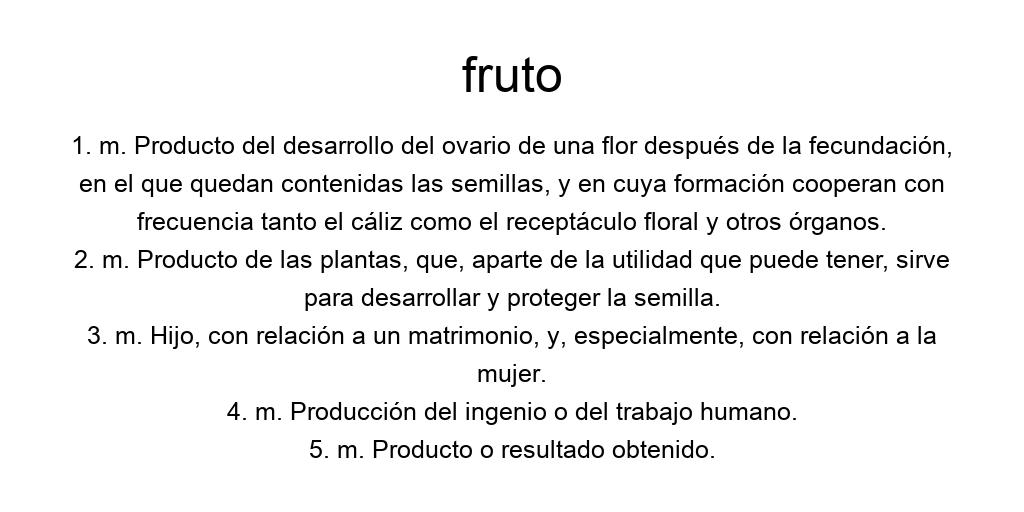 fruto
1. m. Producto del desarrollo del ovario de una flor después de la fecundación,
en el que quedan contenidas las semillas, y en cuya formación cooperan con
frecuencia tanto el cáliz como el receptáculo floral y otros órganos.
2. m. Producto de las plantas, que, aparte de la utilidad que puede tener, sirve
para desarrollar y proteger la semilla.
3. m. Hijo, con relación a un matrimonio, y, especialmente, con relación a la
mujer.
4. m. Producción del ingenio o del trabajo humano.
5. m. Producto o resultado obtenido.